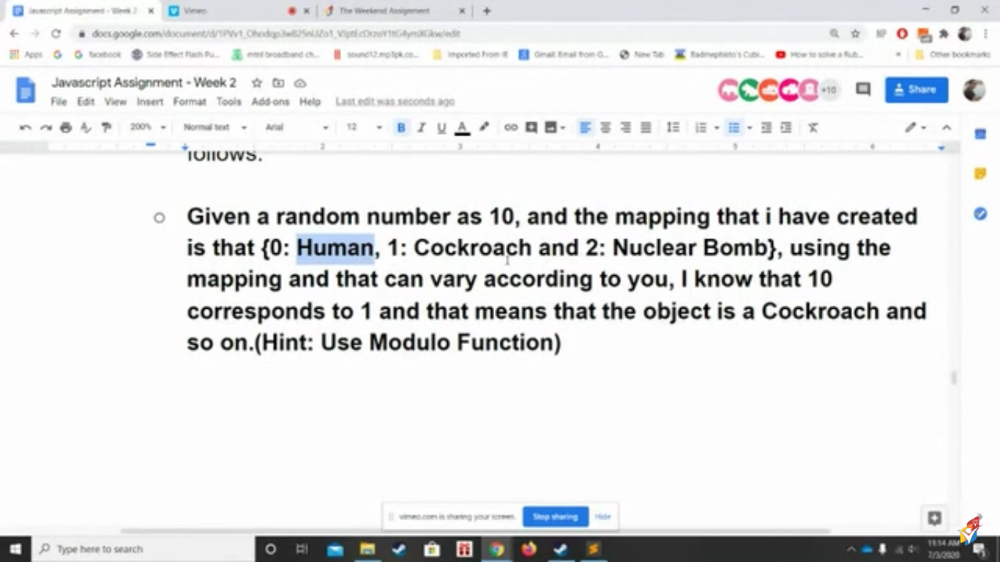 Javascript Assignment - Week 2
Vimeo
The Weekend Assignment
Apps
facebook
Side Effect Flash Pu...
mtnl broadband ch...
sound12.mp3pk.co...
Imported From IE
Gmail: Email from G...
New Tab
Badmephisto's Cubi...
How to solve a Rub...
Other bookmarks
Javascript Assignment - Week 2
+10
Share
File Edit View Insert Format Tools Add-ons Help Last edit was seconds ago
200% Normal text Arial 12 B I U A
2 3 4 5 6
follows.
Given a random number as 10, and the mapping that i have created
is that {0: Human, 1: Cockroach and 2: Nuclear Bomb}, using the
mapping and that can vary according to you, I know that 10
corresponds to 1 and that means that the object is a Cockroach and
so on.(Hint: Use Modulo Function)
vimeo.com is sharing your screen.
Stop sharing
Hide
Type here to search
11:14 AM
7/3/2020